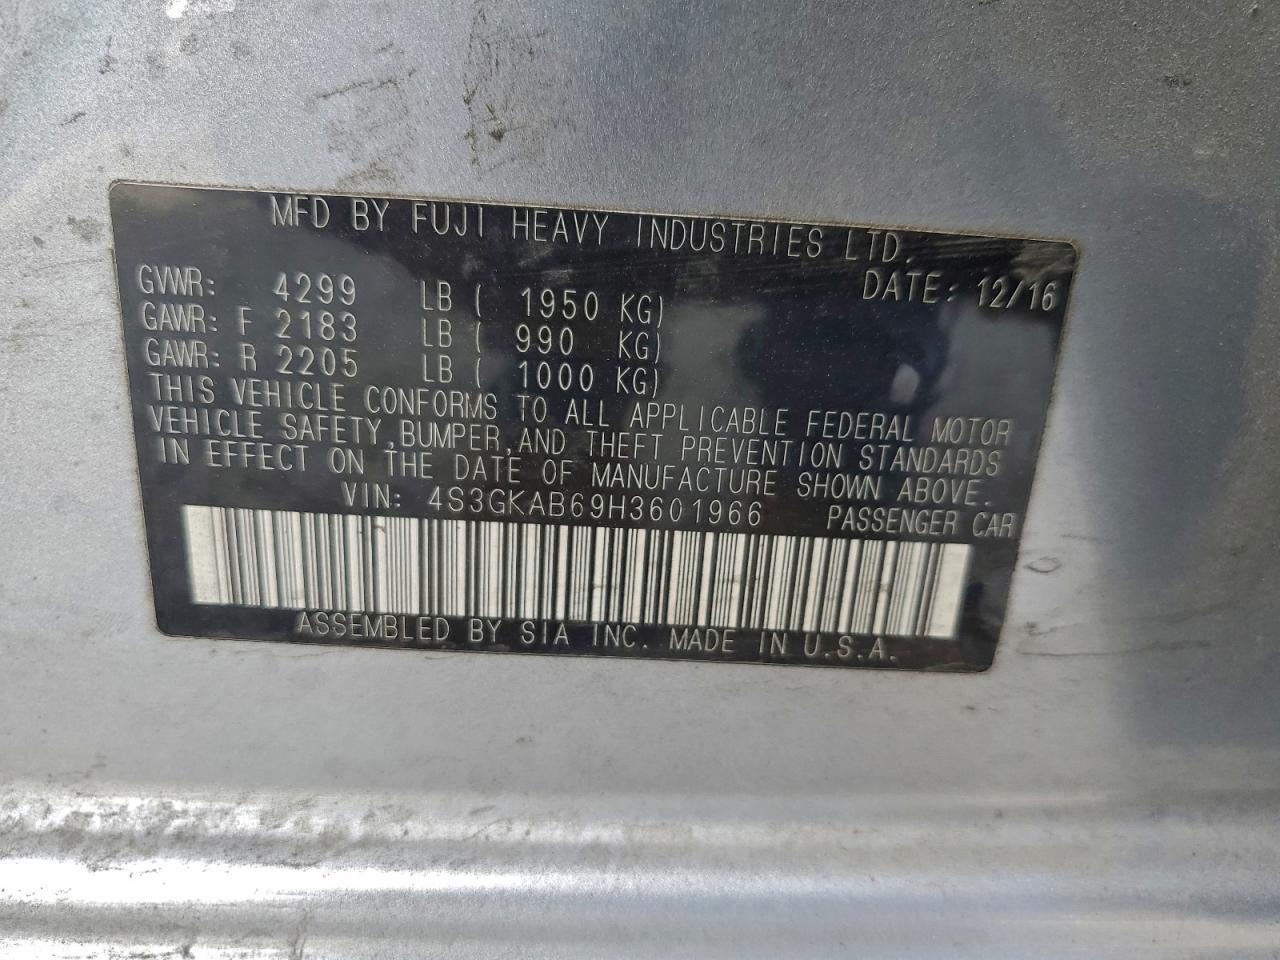 MFD BY FUJI HEAVY INDUSTRIES LTD.
DATE: 12/16
GVWR: 4299 LB ( 1950 KG)
GAWR: F 2183 LB ( 990 KG)
GAWR: R 2205 LB ( 1000 KG)
THIS VEHICLE CONFORMS TO ALL APPLICABLE FEDERAL MOTOR
VEHICLE SAFETY, BUMPER, AND THEFT PREVENTION STANDARDS
IN EFFECT ON THE DATE OF MANUFACTURE SHOWN ABOVE.
VIN: 4S3GKAB69H3601966 PASSENGER CAR
ASSEMBLED BY SIA INC. MADE IN U.S.A.